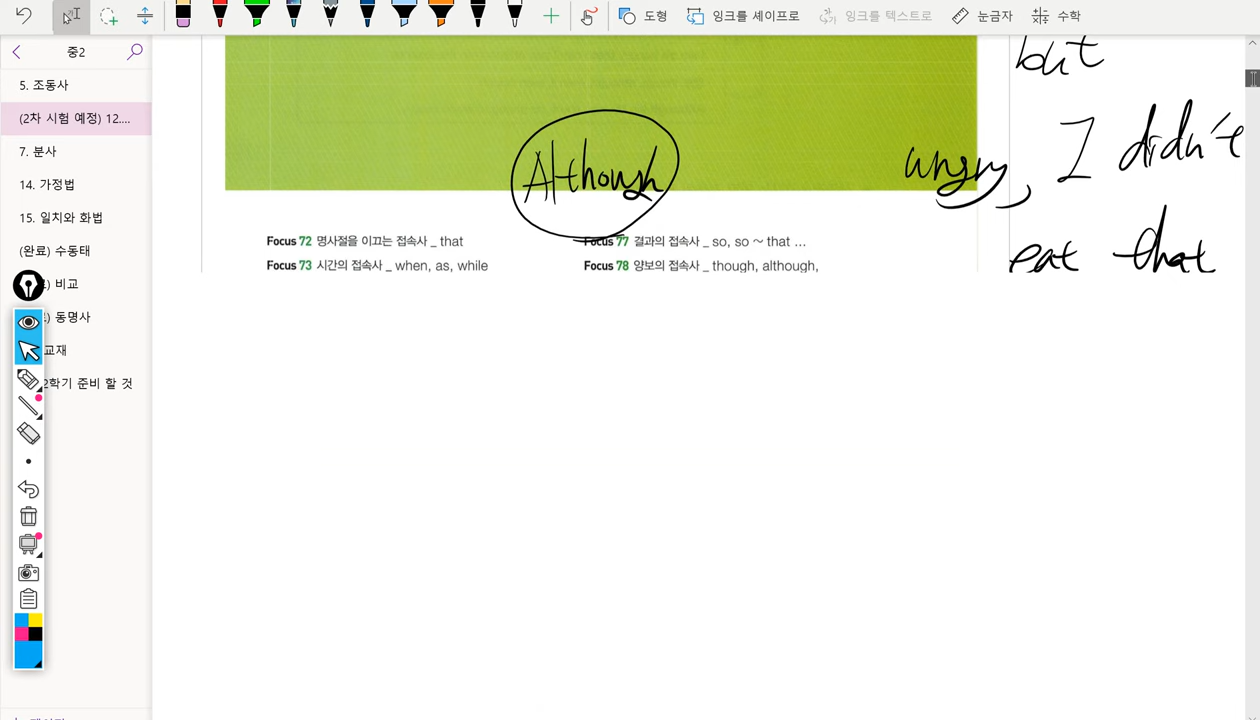 도형
잉크를 셰이프로
잉크를 텍스트로
눈금자
수학
중2
5. 조동사
(2차 시험 예정) 12....
7. 분사
14. 가정법
15. 일치와 화법
(완료) 수동태
) 비교
) 동명사
교재
2학기 준비 할 것
but
Although
angry, I didn't
eat that
Focus 72 명사절을 이끄는 접속사 _ that
Focus 73 시간의 접속사 _ when, as, while
Focus 77 결과의 접속사 _ so, so ~ that ...
Focus 78 양보의 접속사 _ though, although,